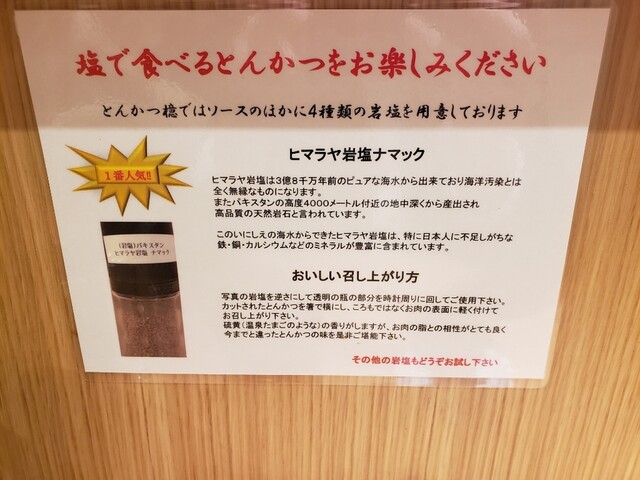 塩で食べるとんかつをお楽しみください
とんかつ檍ではソースのほかに4種類の岩塩を用意しております
1番人気!!
ヒマラヤ岩塩ナマック
ヒマラヤ岩塩は3億8千万年前のピュアな海水から出来ており海洋汚染とは
全く無縁なものになります。
またパキスタンの高度4000メートル付近の地中深くから産出され
高品質の天然岩石と言われています。
このいにしえの海水からできたヒマラヤ岩塩は、特に日本人に不足しがちな
鉄・銅・カルシウムなどのミネラルが豊富に含まれています。
(岩塩)パキスタン
ヒマラヤ岩塩 ナマック
おいしい召し上がり方
写真の岩塩を逆さにして透明の瓶の部分を時計周りに回してご使用下さい。
カットされたとんかつを箸で横にし、ころもではなくお肉の表面に軽く付けて
お召し上がり下さい。
硫黄(温泉たまごのような)の香りがしますが、お肉の脂との相性がとても良く
今までと違ったとんかつの味を是非ご堪能下さい。
その他の岩塩もどうぞお試し下さい